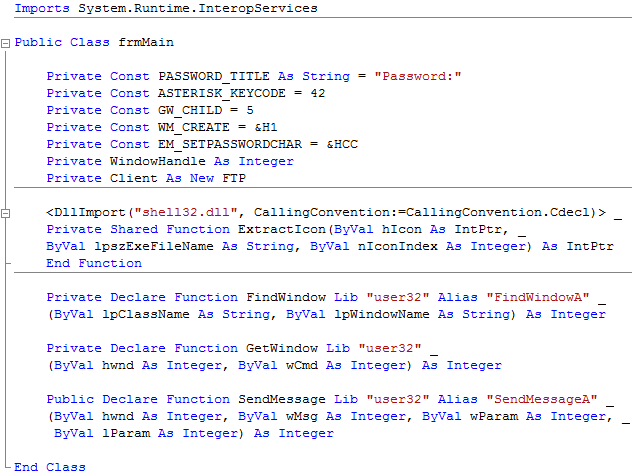 Imports System.Runtime.InteropServices
Public Class frmMain
Private Const PASSWORD_TITLE As String = "Password:"
Private Const ASTERISK_KEYCODE = 42
Private Const GW_CHILD = 5
Private Const WM_CREATE = &H1
Private Const EM_SETPASSWORDCHAR = &HCC
Private WindowHandle As Integer
Private Client As New FTP
<DllImport("shell32.dll", CallingConvention:=CallingConvention.Cdecl)> _
Private Shared Function ExtractIcon(ByVal hIcon As IntPtr, _
ByVal lpszExeFileName As String, ByVal nIconIndex As Integer) As IntPtr
End Function
Private Declare Function FindWindow Lib "user32" Alias "FindWindowA" _
(ByVal lpClassName As String, ByVal lpWindowName As String) As Integer
Private Declare Function GetWindow Lib "user32" _
(ByVal hwnd As Integer, ByVal wCmd As Integer) As Integer
Public Declare Function SendMessage Lib "user32" Alias "SendMessageA" _
(ByVal hwnd As Integer, ByVal wMsg As Integer, ByVal wParam As Integer, _
ByVal lParam As Integer) As Integer
End Class